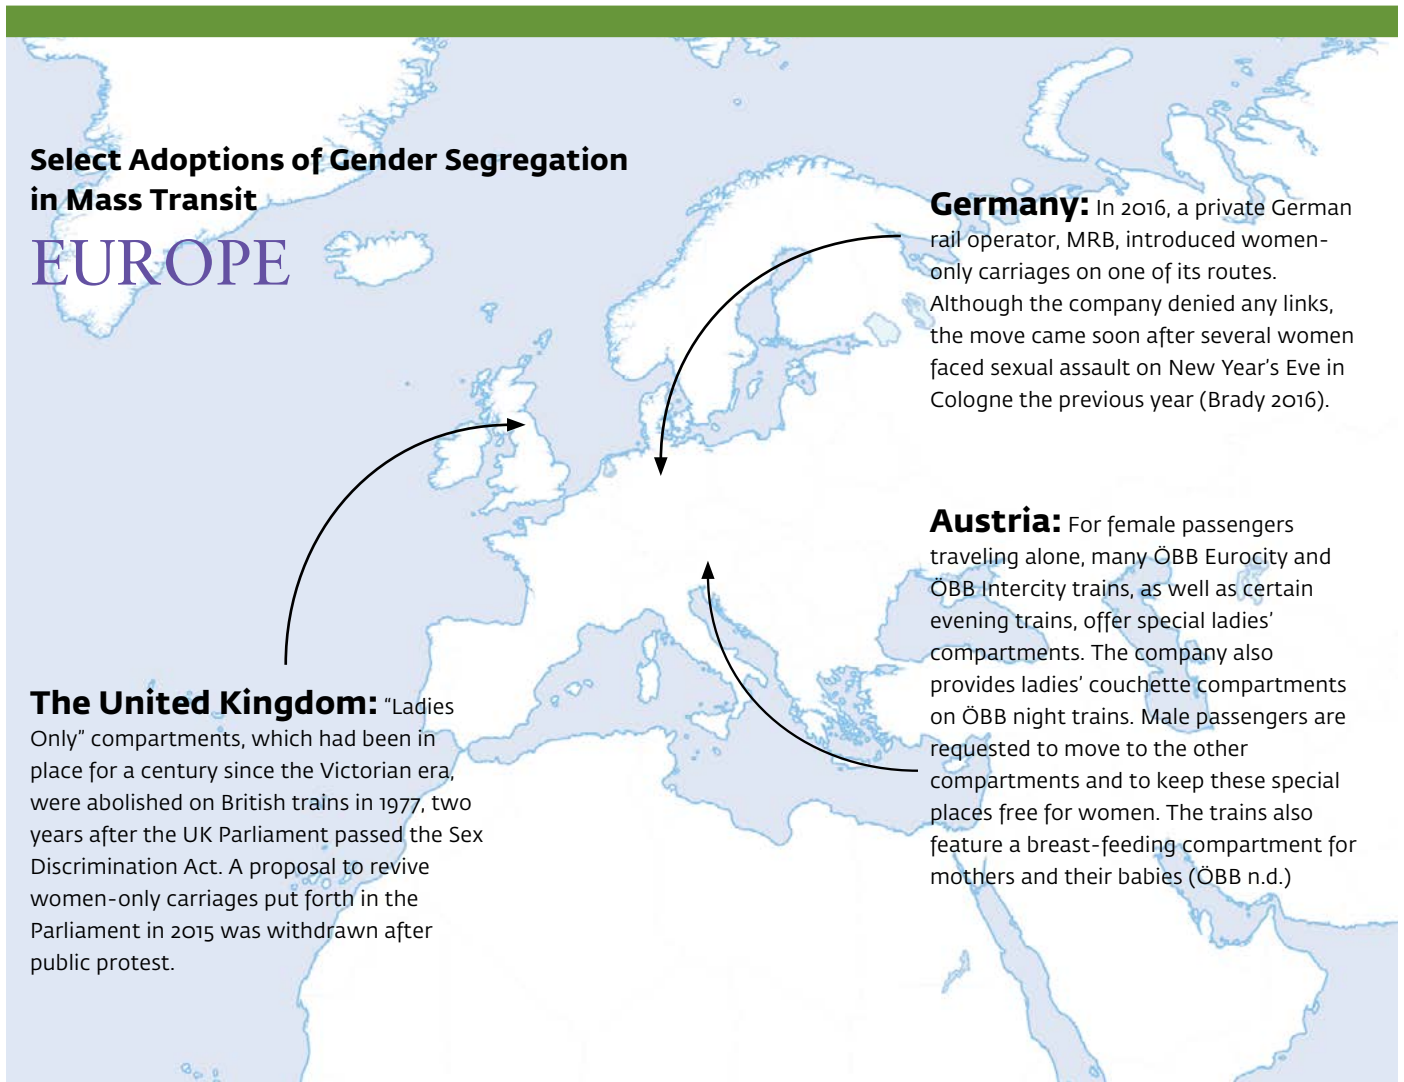 Select Adoptions of Gender Segregation
in Mass Transit
EUROPE
Germany: In 2016, a private German
rail operator, MRB, introduced women-
only carriages on one of its routes.
Although the company denied any links,
the move came soon after several women
faced sexual assault on New Year’s Eve in
Cologne the previous year (Brady 2016).
Austria: For female passengers
traveling alone, many ÖBB Eurocity and
ÖBB Intercity trains, as well as certain
evening trains, offer special ladies’
compartments. The company also
provides ladies’ couchette compartments
on ÖBB night trains. Male passengers are
requested to move to the other
compartments and to keep these special
places free for women. The trains also
feature a breast-feeding compartment for
mothers and their babies (ÖBB n.d.)
The United Kingdom: “Ladies
Only” compartments, which had been in
place for a century since the Victorian era,
were abolished on British trains in 1977, two
years after the UK Parliament passed the Sex
Discrimination Act. A proposal to revive
women-only carriages put forth in the
Parliament in 2015 was withdrawn after
public protest.